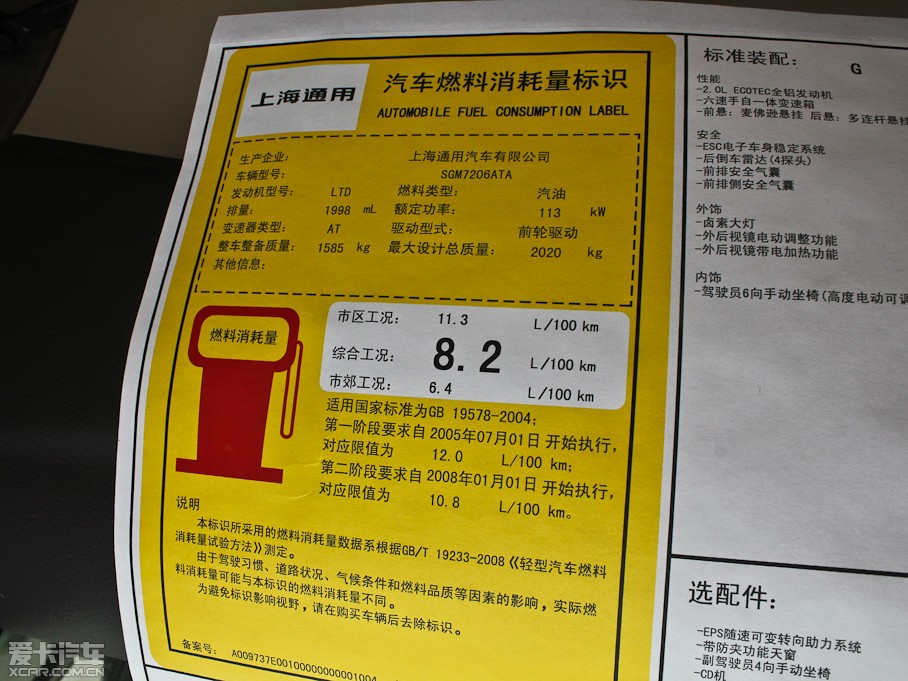 上海通用
汽车燃料消耗量标识
AUTOMOBILE FUEL CONSUMPTION LABEL
生产企业： 上海通用汽车有限公司
车辆型号： SGM7206ATA
发动机型号： LTD 燃料类型： 汽油
排量： 1998 mL 额定功率： 113 kW
变速器类型： AT 驱动型式： 前轮驱动
整车整备质量： 1585 kg 最大设计总质量： 2020 kg
其他信息：
燃料消耗量
市区工况： 11.3 L/100 km
综合工况： 8.2 L/100 km
市郊工况： 6.4 L/100 km
适用国家标准为GB 19578-2004；
第一阶段要求自 2005年07月01日 开始执行，
对应限值为 12.0 L/100 km；
第二阶段要求自 2008年01月01日 开始执行，
对应限值为 10.8 L/100 km。
说明
本标识所采用的燃料消耗量数据系根据GB/T 19233-2008《轻型汽车燃料
消耗量试验方法》测定。
由于驾驶习惯、道路状况、气候条件和燃料品质等因素的影响，实际燃
料消耗量可能与本标识的燃料消耗量不同。
为避免标识影响视野，请在购买车辆后去除标识。
备案号： A009737E00100000000001004
标准装配： G
性能
-2.0L ECOTEC全铝发动机
-六速手自一体变速箱
-前悬：麦佛逊悬挂 后悬：多连杆悬挂
安全
-ESC电子车身稳定系统
-后倒车雷达(4探头)
-前排安全气囊
-前排侧安全气囊
外饰
-卤素大灯
-外后视镜电动调整功能
-外后视镜带电加热功能
内饰
-驾驶员6向手动坐椅(高度电动可调
选配件：
-EPS随速可变转向助力系统
-带防夹功能天窗
-副驾驶员4向手动坐椅
-CD机
爱卡汽车
XCAR.COM.CN